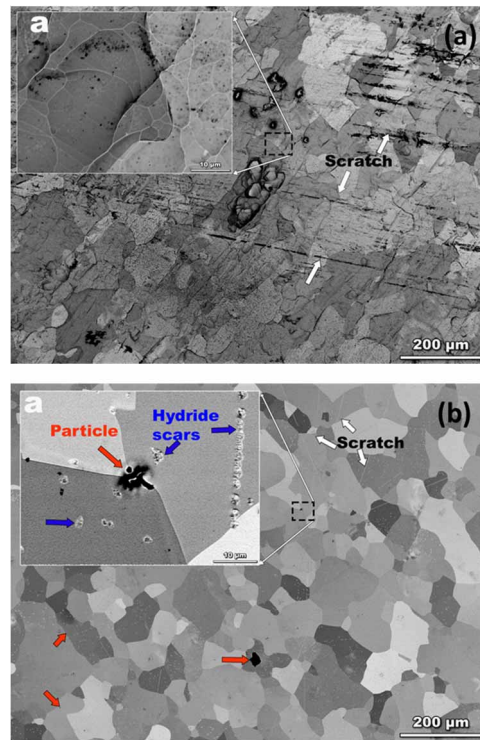 a
(a)
Scratch
10 µm
200 µm
a
(b)
Particle
Hydride
scars
Scratch
10 µm
200 µm